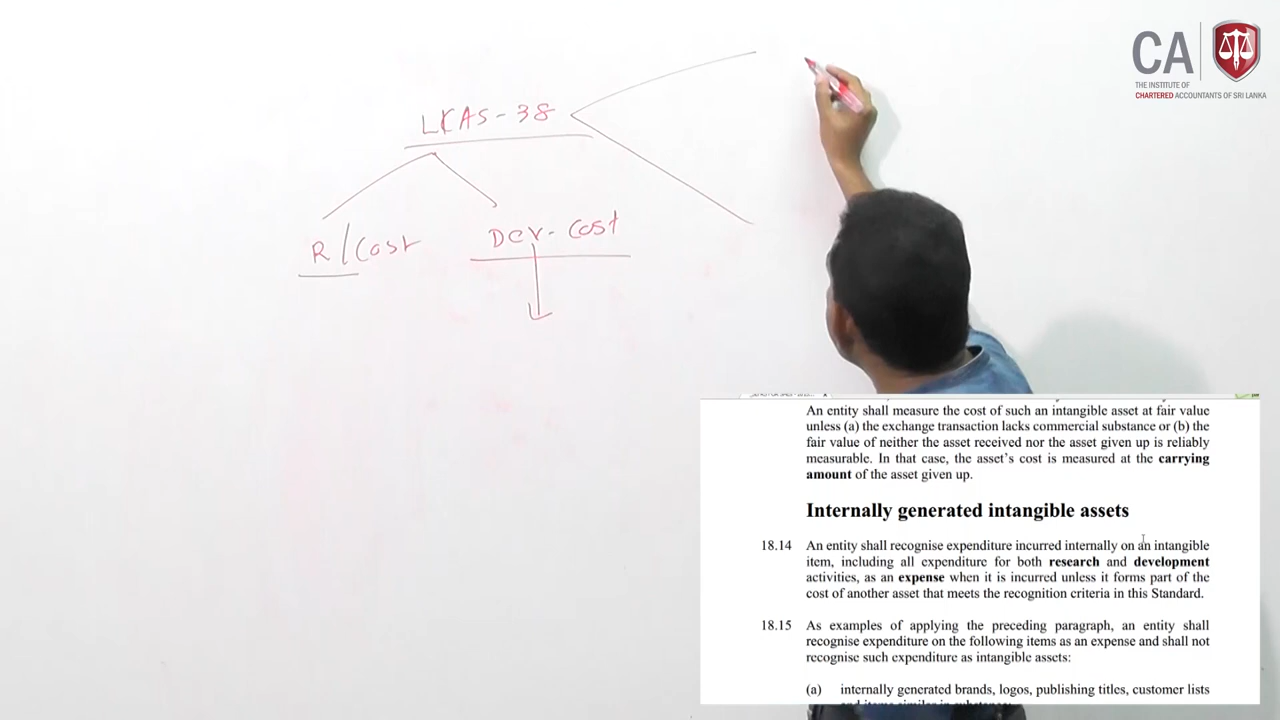 CA
THE INSTITUTE OF
CHARTERED ACCOUNTANTS OF SRI LANKA
LKAS-38
R/Cost
Dev-Cost
An entity shall measure the cost of such an intangible asset at fair value
unless (a) the exchange transaction lacks commercial substance or (b) the
fair value of neither the asset received nor the asset given up is reliably
measurable. In that case, the asset's cost is measured at the carrying
amount of the asset given up.
Internally generated intangible assets
18.14 An entity shall recognise expenditure incurred internally on an intangible
item, including all expenditure for both research and development
activities, as an expense when it is incurred unless it forms part of the
cost of another asset that meets the recognition criteria in this Standard.
18.15 As examples of applying the preceding paragraph, an entity shall
recognise expenditure on the following items as an expense and shall not
recognise such expenditure as intangible assets:
(a) internally generated brands, logos, publishing titles, customer lists